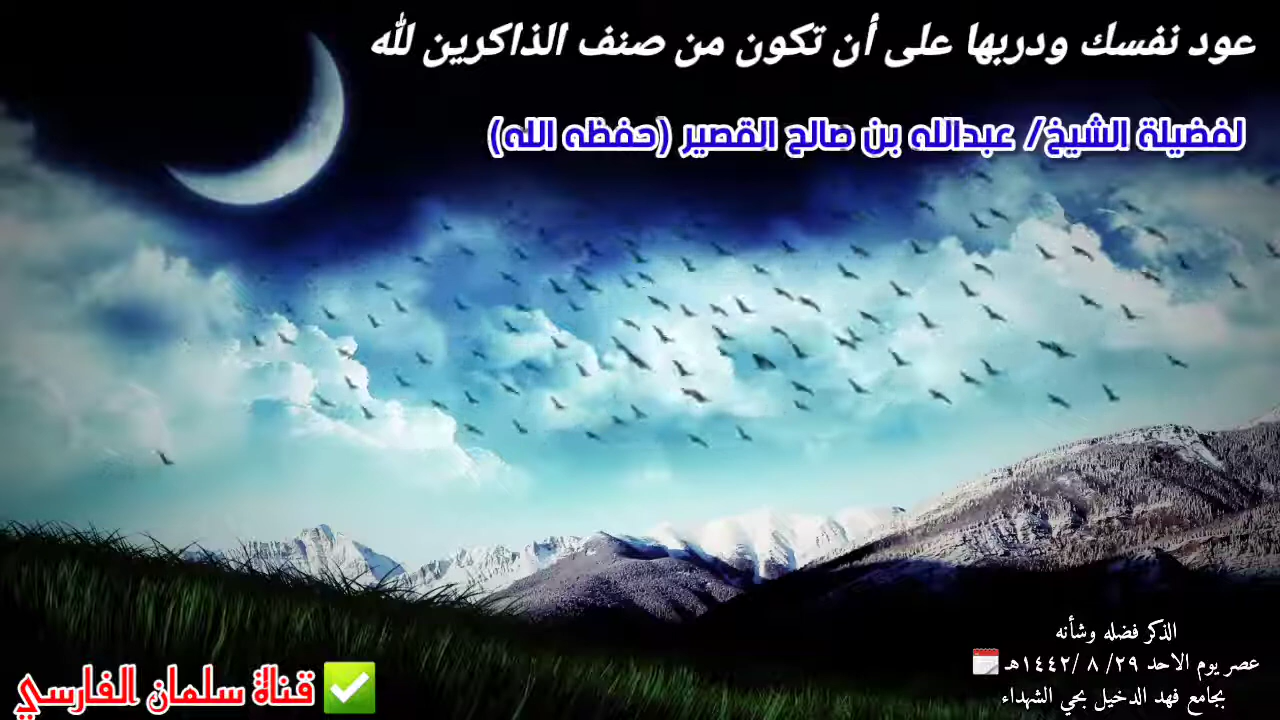 عود نفسك ودربها على أن تكون من صنف الذاكرين لله
لفضيلة الشيخ/ عبدالله بن صالح القصير (حفظه الله)
الذكر فضله وشأنه
عصر يوم الاحد ٢٩/ ٨ /١٤٤٢هـ
بجامع فهد الدخيل بحي الشهداء
قناة سلمان الفارسي